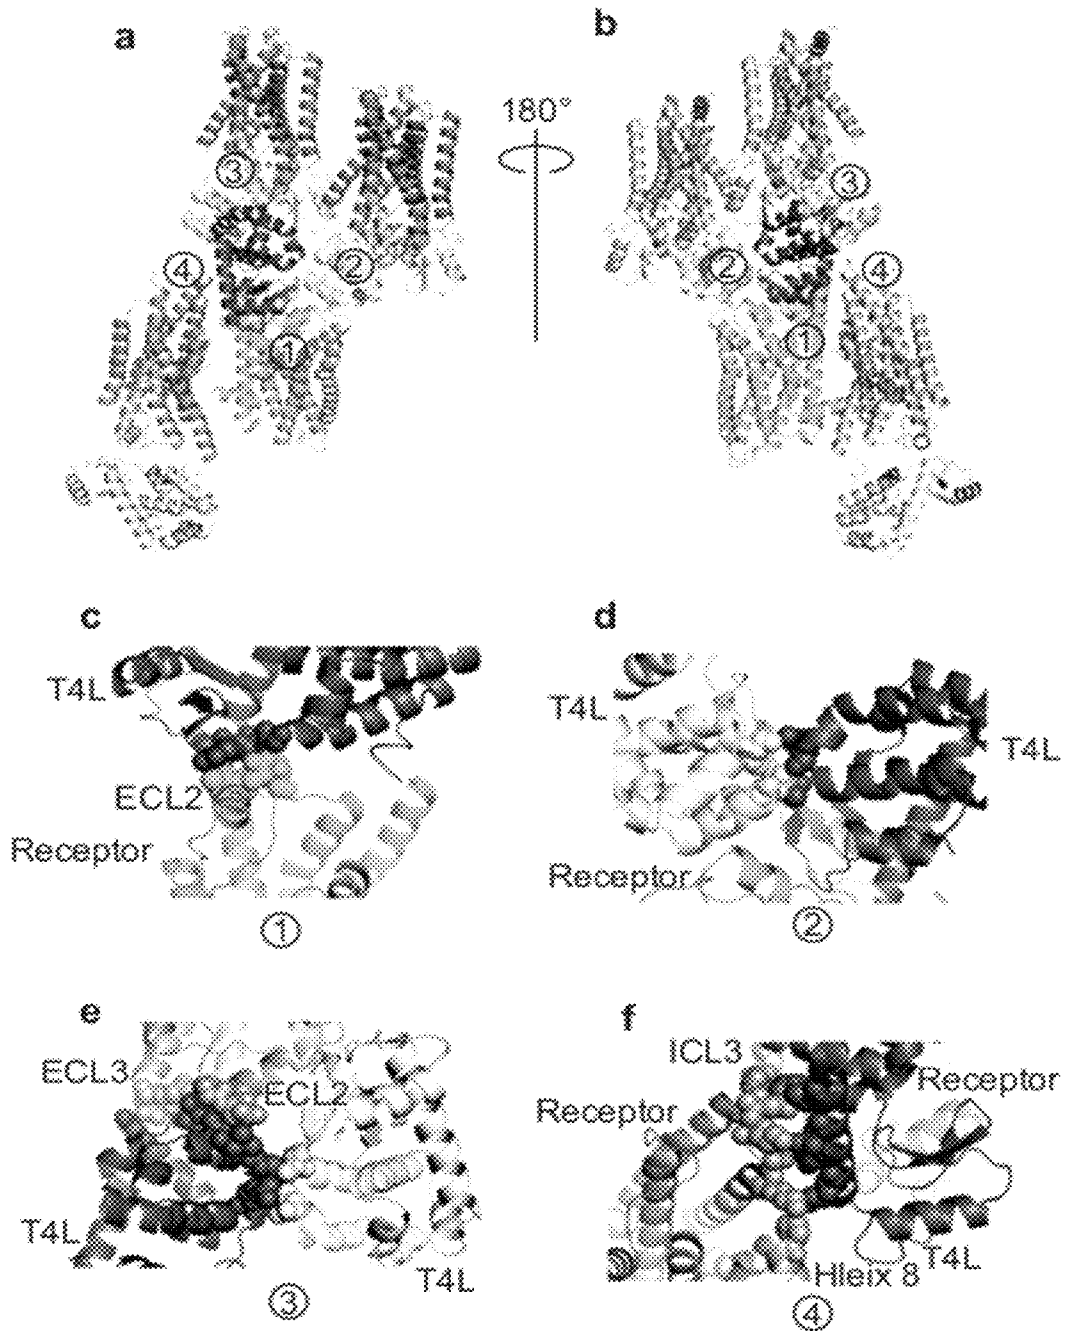 a
b
180°
3
3
4
2
2
4
1
1
c
d
T4L
T4L
T4L
ECL2
Receptor
Receptor
1
2
e
f
ECL3
ECL2
ICL3
Receptor
Receptor
T4L
T4L
T4L
Hleix 8
3
4